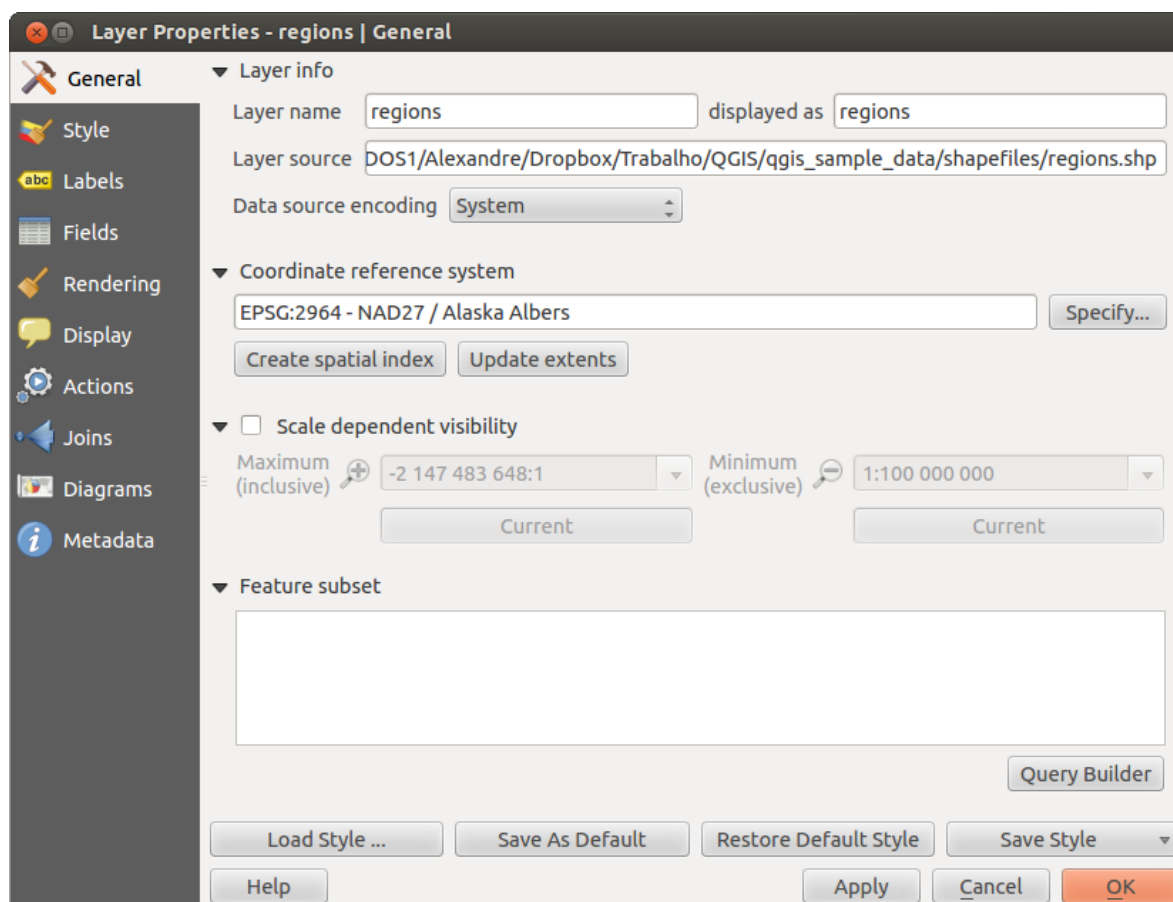 Layer Properties - regions | General
General
Style
abc Labels
Fields
Rendering
Display
Actions
Joins
Diagrams
i Metadata
Layer info
Layer name regions displayed as regions
Layer source DOS1/Alexandre/Dropbox/Trabalho/QGIS/qgis_sample_data/shapefiles/regions.shp
Data source encoding System
Coordinate reference system
EPSG:2964 - NAD27 / Alaska Albers Specify...
Create spatial index Update extents
Scale dependent visibility
Maximum
(inclusive) -2 147 483 648:1
Minimum
(exclusive) 1:100 000 000
Current Current
Feature subset
Query Builder
Load Style ... Save As Default Restore Default Style Save Style
Help Apply Cancel OK